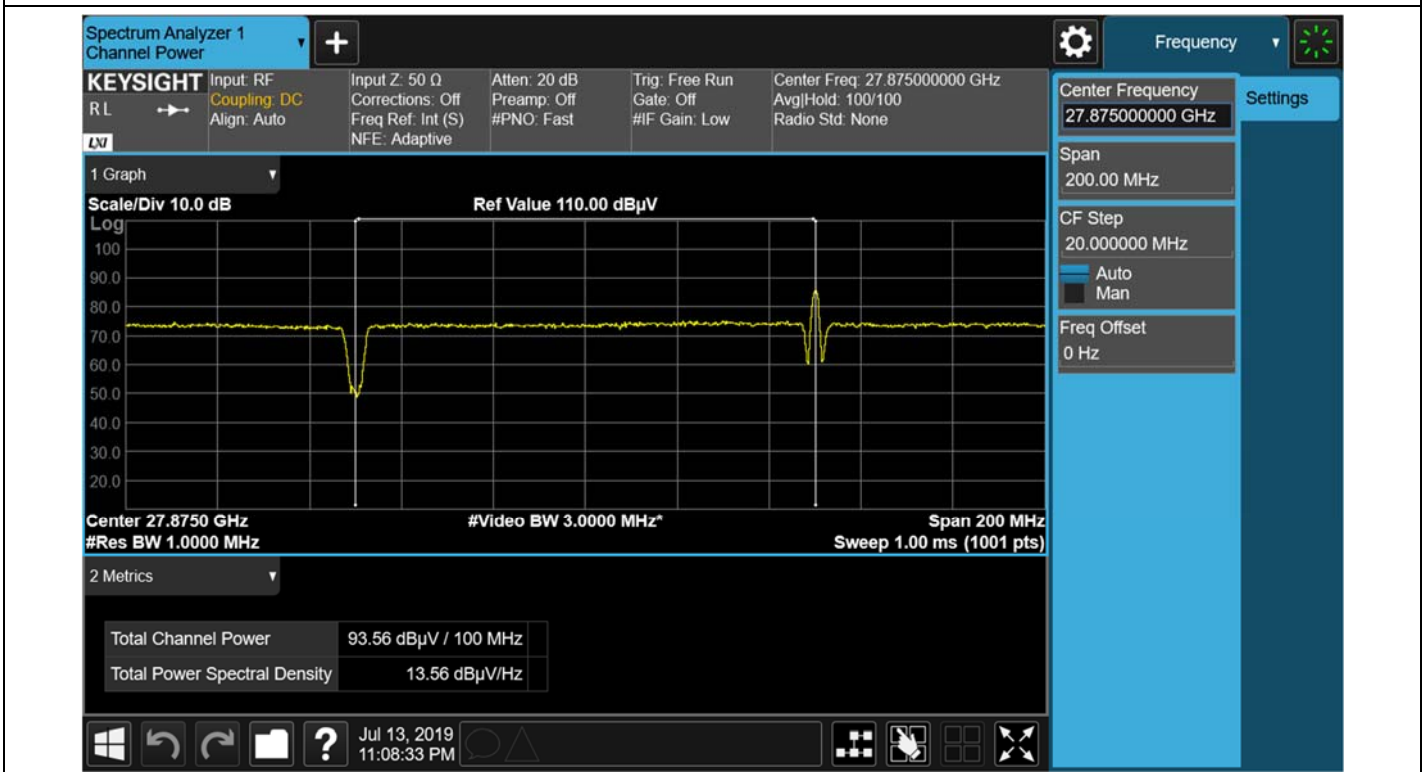 Spectrum Analyzer 1
Channel Power
Frequency
KEYSIGHT
RL
LXI
Input: RF
Coupling: DC
Align: Auto
Input Z: 50 Ω
Corrections: Off
Freq Ref: Int (S)
NFE: Adaptive
Atten: 20 dB
Preamp: Off
#PNO: Fast
Trig: Free Run
Gate: Off
#IF Gain: Low
Center Freq: 27.875000000 GHz
Avg|Hold: 100/100
Radio Std: None
Center Frequency
27.875000000 GHz
Settings
Span
200.00 MHz
CF Step
20.000000 MHz
Auto
Man
Freq Offset
0 Hz
1 Graph
Scale/Div 10.0 dB
Ref Value 110.00 dBµV
Log
100
90.0
80.0
70.0
60.0
50.0
40.0
30.0
20.0
Center 27.8750 GHz
#Video BW 3.0000 MHz*
Span 200 MHz
#Res BW 1.0000 MHz
Sweep 1.00 ms (1001 pts)
2 Metrics
Total Channel Power 93.56 dBµV / 100 MHz
Total Power Spectral Density 13.56 dBµV/Hz
?
Jul 13, 2019
11:08:33 PM